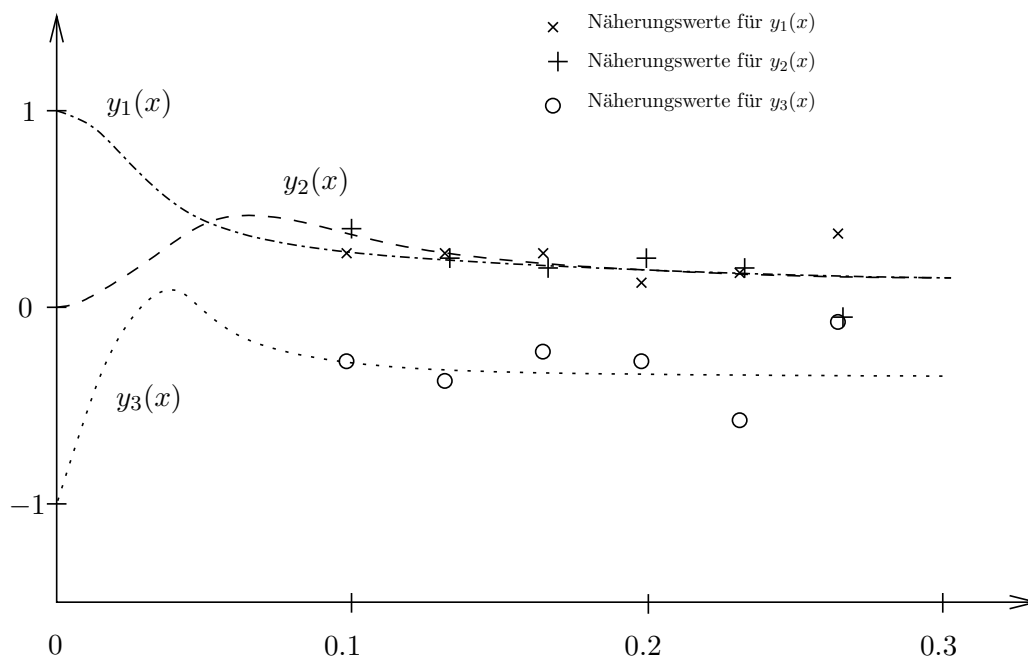 Näherungswerte für y₁(x)
Näherungswerte für y₂(x)
Näherungswerte für y₃(x)
1
y₁(x)
y₂(x)
0
y₃(x)
−1
0 0.1 0.2 0.3